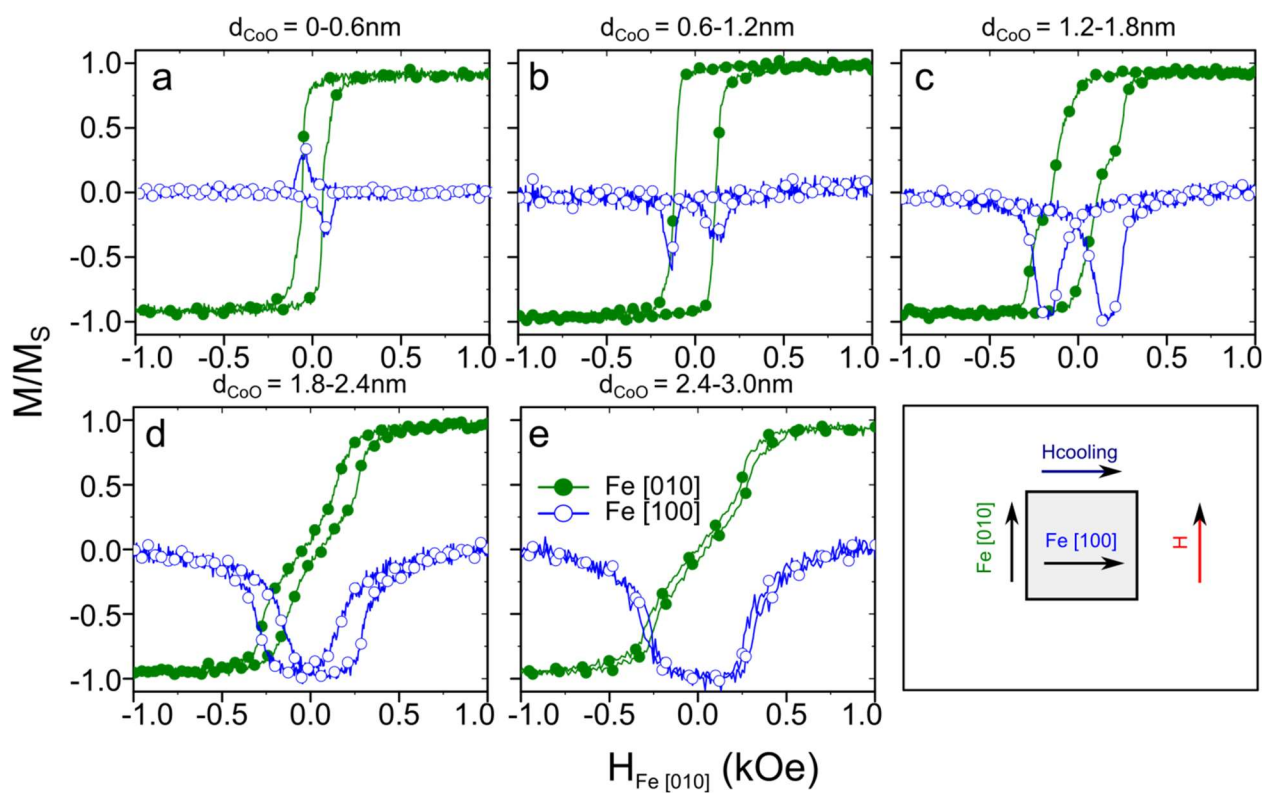 d_CoO = 0-0.6nm d_CoO = 0.6-1.2nm d_CoO = 1.2-1.8nm
a b c
1.0
0.5
0.0
-0.5
-1.0
-1.0 -0.5 0.0 0.5 1.0 -1.0 -0.5 0.0 0.5 1.0 -1.0 -0.5 0.0 0.5 1.0
M/M_S
d_CoO = 1.8-2.4nm d_CoO = 2.4-3.0nm
d e
1.0
0.5
0.0
-0.5
-1.0
Fe [010]
Fe [100]
-1.0 -0.5 0.0 0.5 1.0 -1.0 -0.5 0.0 0.5 1.0
H_Fe [010] (kOe)
Hcooling
Fe [010]
Fe [100]
H